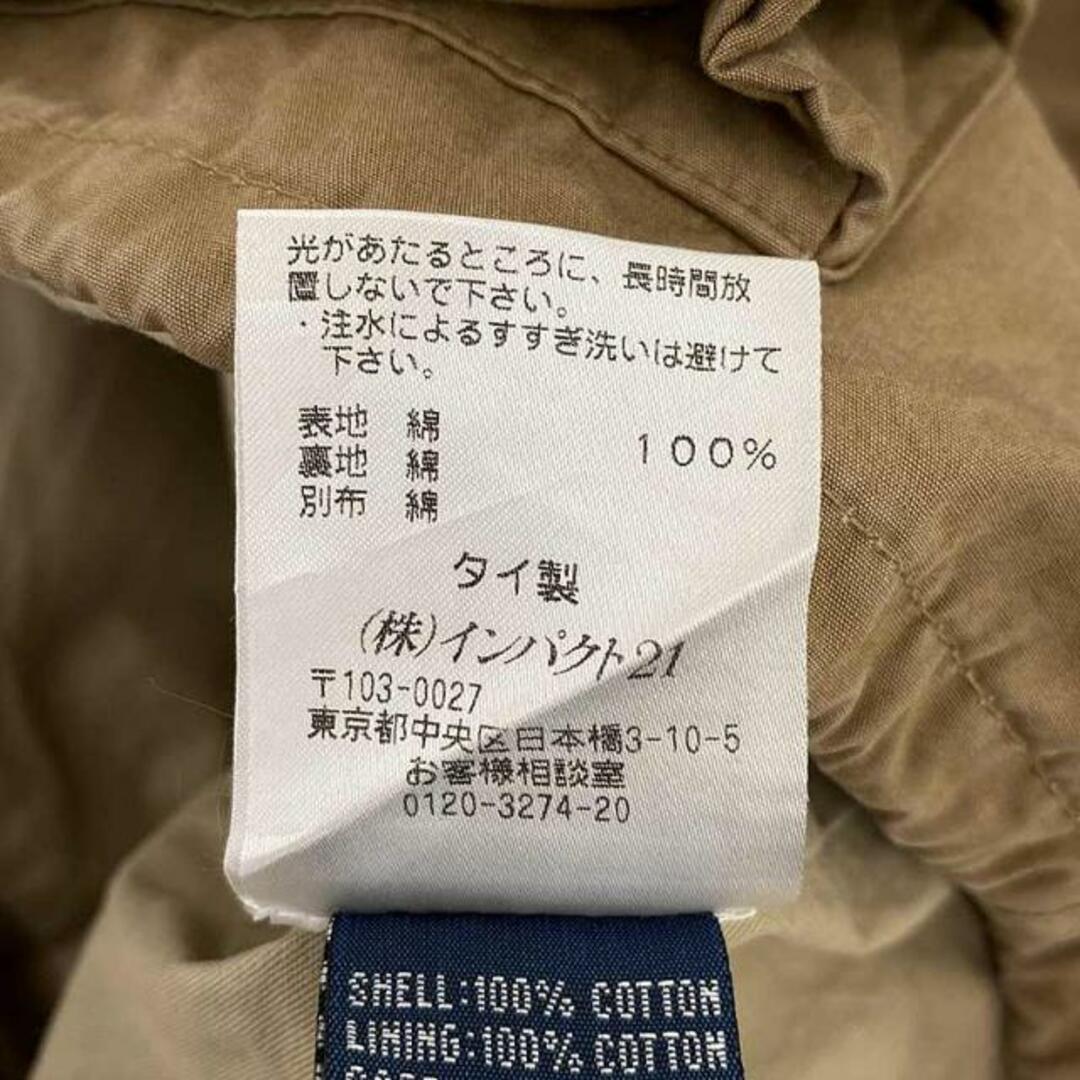 光があたるところに、長時間放
置しないで下さい。
・注水によるすすぎ洗いは避けて
下さい。
表地 綿
裏地 綿 100%
別布 綿
タイ製
(株)インパクト21
〒103-0027
東京都中央区日本橋3-10-5
お客様相談室
0120-3274-20
SHELL:100% COTTON
LINING:100% COTTON